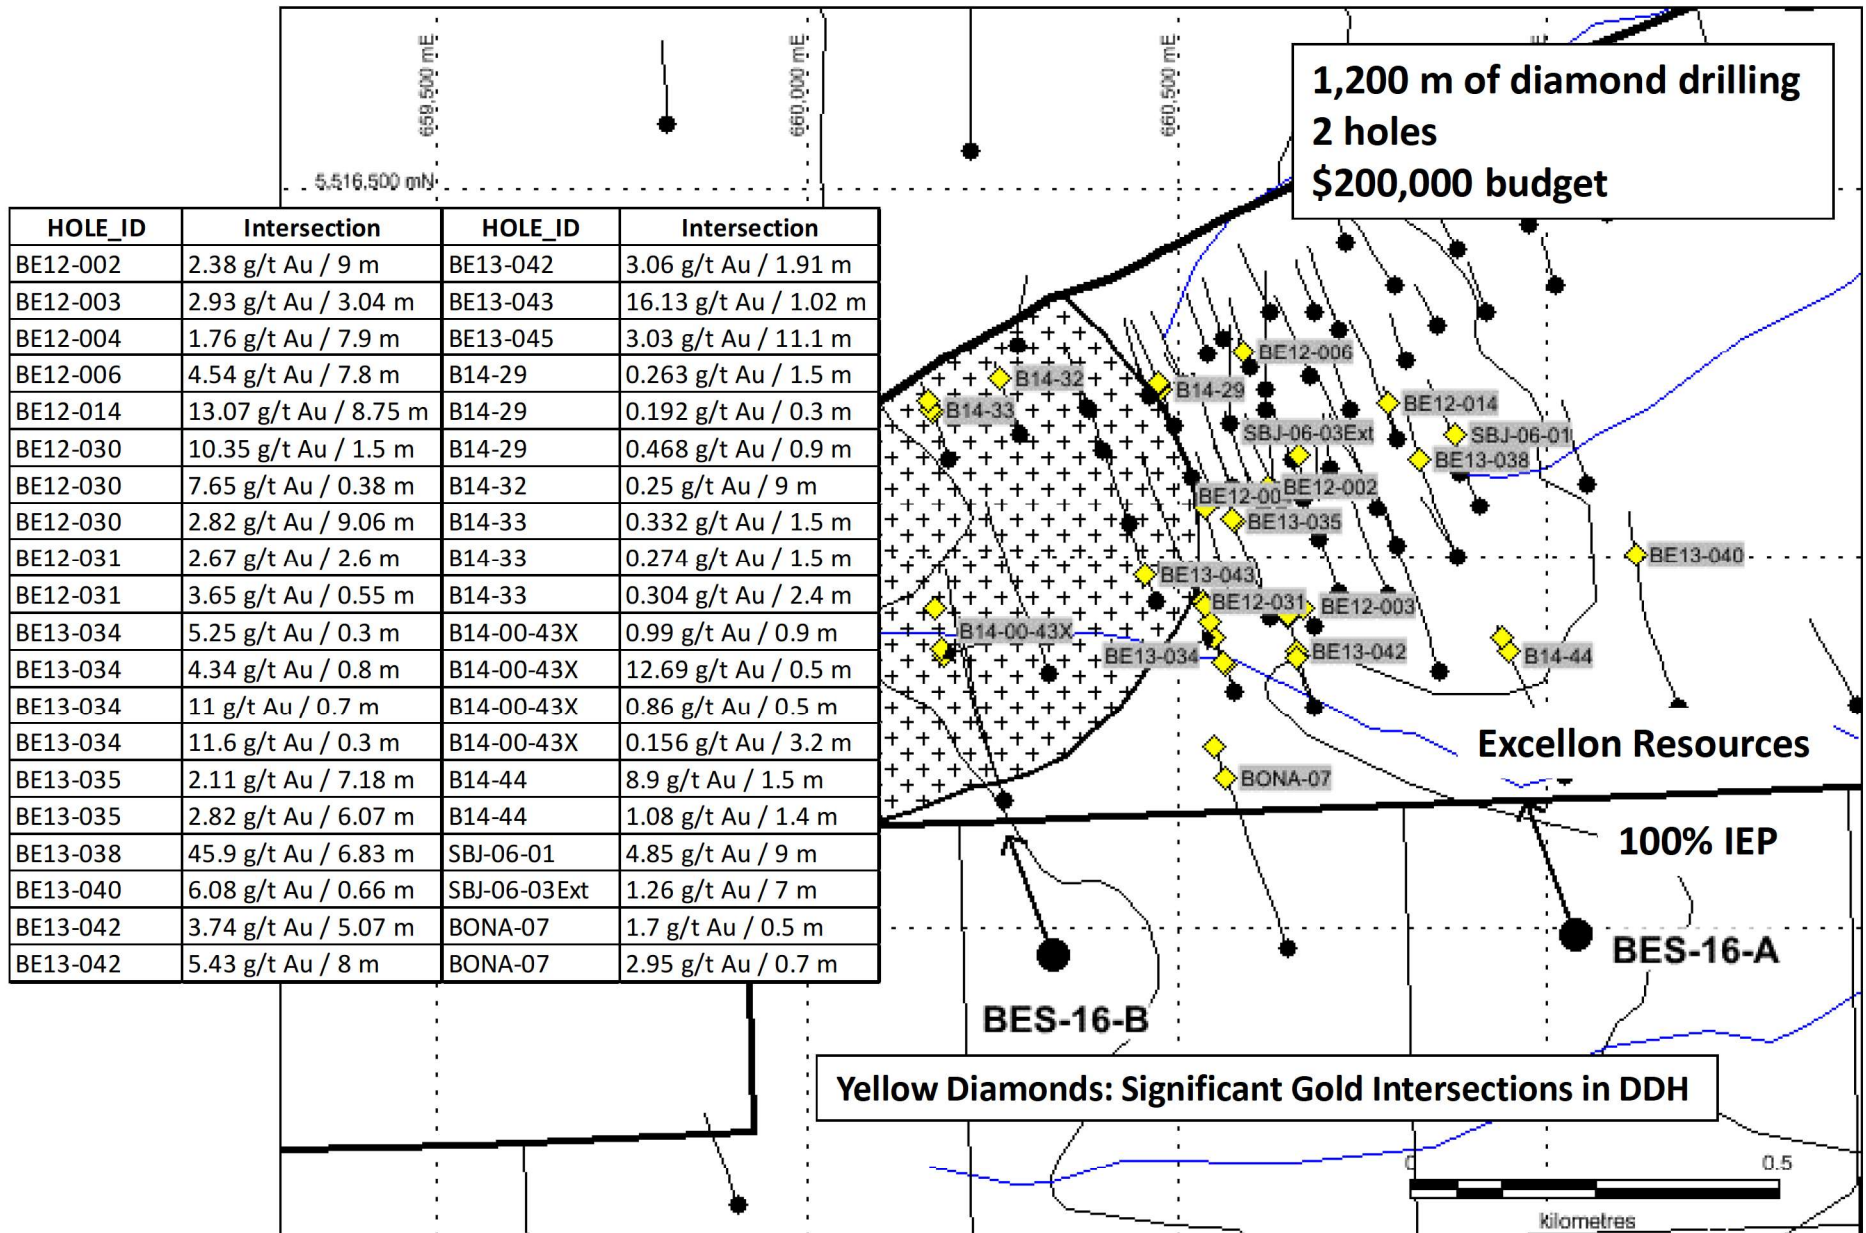 659,500 mE
660,000 mE
660,500 mE
E
5,516,500 mN
1,200 m of diamond drilling
2 holes
$200,000 budget
HOLE_ID Intersection HOLE_ID Intersection
BE12-002 2.38 g/t Au / 9 m BE13-042 3.06 g/t Au / 1.91 m
BE12-003 2.93 g/t Au / 3.04 m BE13-043 16.13 g/t Au / 1.02 m
BE12-004 1.76 g/t Au / 7.9 m BE13-045 3.03 g/t Au / 11.1 m
BE12-006 4.54 g/t Au / 7.8 m B14-29 0.263 g/t Au / 1.5 m
BE12-014 13.07 g/t Au / 8.75 m B14-29 0.192 g/t Au / 0.3 m
BE12-030 10.35 g/t Au / 1.5 m B14-29 0.468 g/t Au / 0.9 m
BE12-030 7.65 g/t Au / 0.38 m B14-32 0.25 g/t Au / 9 m
BE12-030 2.82 g/t Au / 9.06 m B14-33 0.332 g/t Au / 1.5 m
BE12-031 2.67 g/t Au / 2.6 m B14-33 0.274 g/t Au / 1.5 m
BE12-031 3.65 g/t Au / 0.55 m B14-33 0.304 g/t Au / 2.4 m
BE13-034 5.25 g/t Au / 0.3 m B14-00-43X 0.99 g/t Au / 0.9 m
BE13-034 4.34 g/t Au / 0.8 m B14-00-43X 12.69 g/t Au / 0.5 m
BE13-034 11 g/t Au / 0.7 m B14-00-43X 0.86 g/t Au / 0.5 m
BE13-034 11.6 g/t Au / 0.3 m B14-00-43X 0.156 g/t Au / 3.2 m
BE13-035 2.11 g/t Au / 7.18 m B14-44 8.9 g/t Au / 1.5 m
BE13-035 2.82 g/t Au / 6.07 m B14-44 1.08 g/t Au / 1.4 m
BE13-038 45.9 g/t Au / 6.83 m SBJ-06-01 4.85 g/t Au / 9 m
BE13-040 6.08 g/t Au / 0.66 m SBJ-06-03Ext 1.26 g/t Au / 7 m
BE13-042 3.74 g/t Au / 5.07 m BONA-07 1.7 g/t Au / 0.5 m
BE13-042 5.43 g/t Au / 8 m BONA-07 2.95 g/t Au / 0.7 m
BE12-006
B14-32
B14-29
B14-33
BE12-014
SBJ-06-03Ext
SBJ-06-01
BE13-038
BE12-002
BE12-00
BE13-035
BE13-040
BE13-043
BE12-031
BE12-003
B14-00-43X
BE13-034
BE13-042
B14-44
Excellon Resources
BONA-07
100% IEP
BES-16-A
BES-16-B
Yellow Diamonds: Significant Gold Intersections in DDH
0 0.5
kilometres